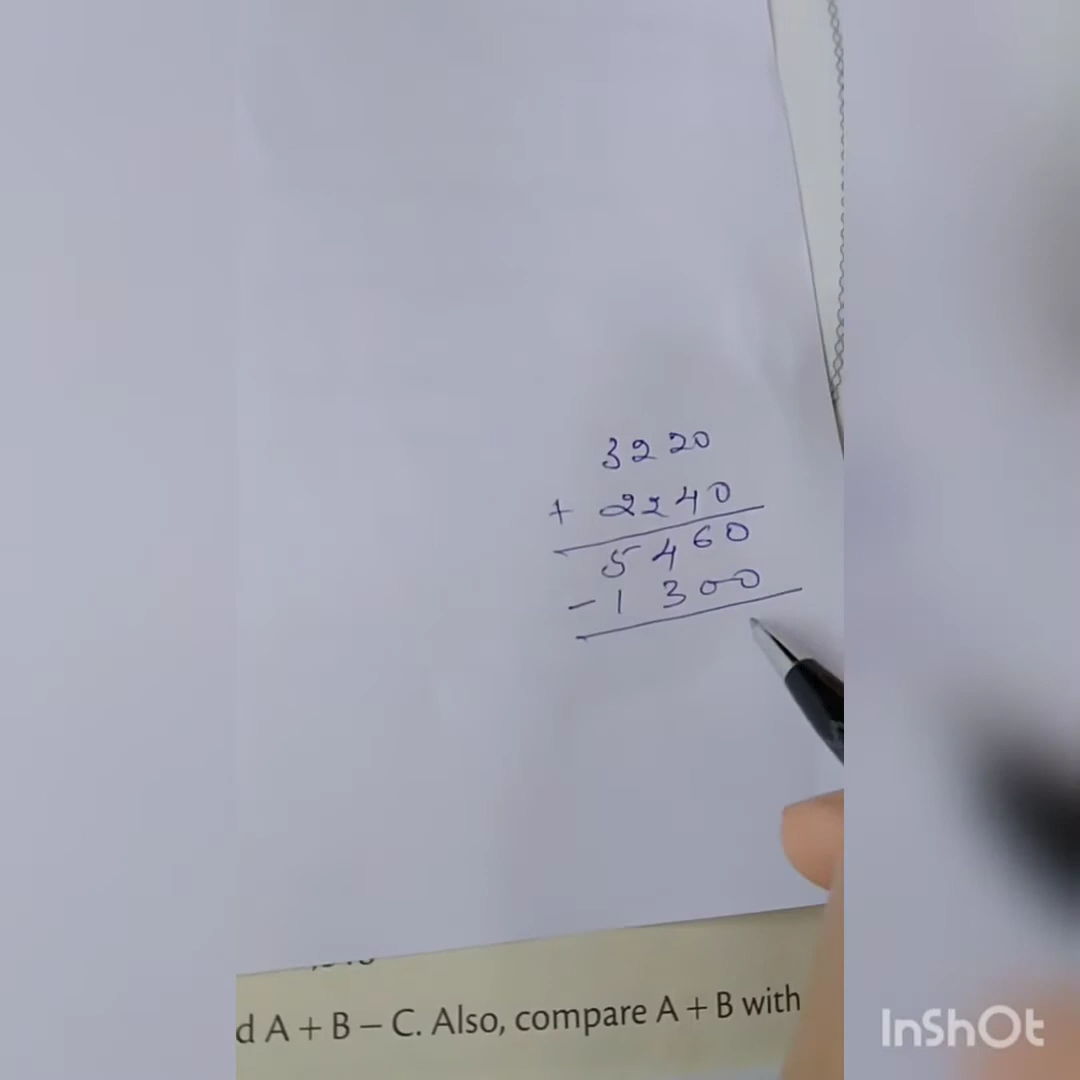 3220
+ 2240
5460
- 1300
d A + B – C. Also, compare A + B with
InShOt